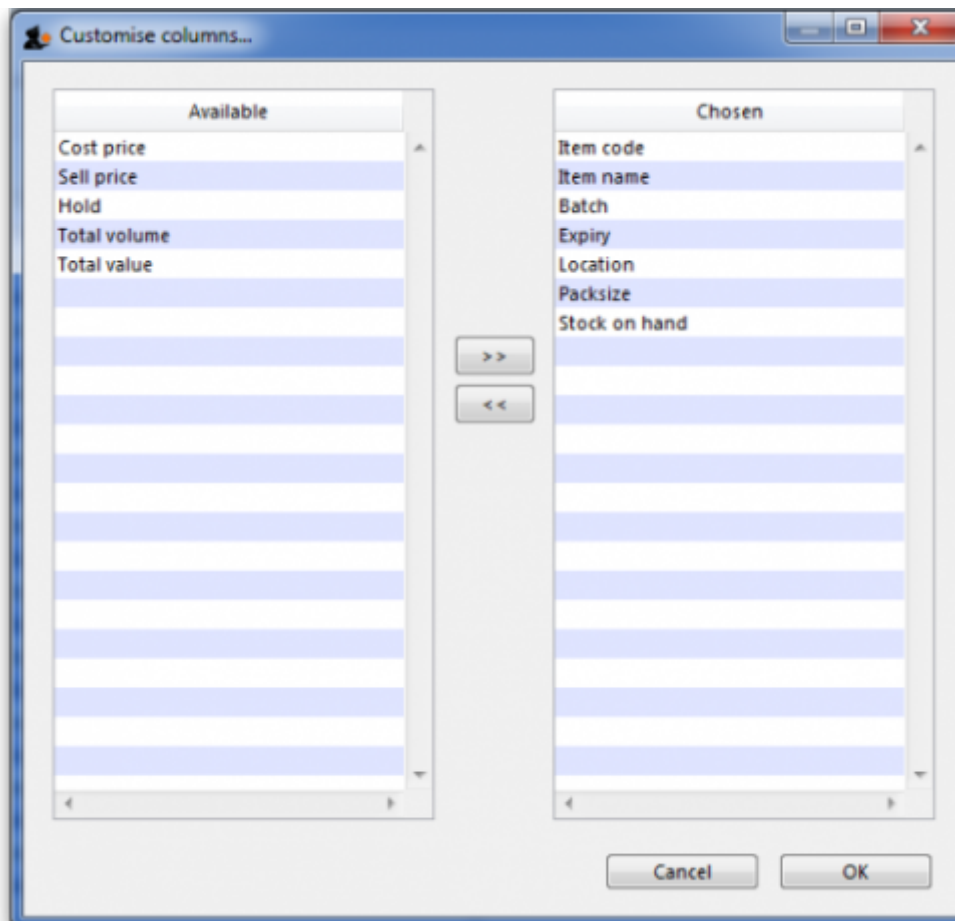 Customise columns...
Available
Cost price
Sell price
Hold
Total volume
Total value
>>
<<
Chosen
Item code
Item name
Batch
Expiry
Location
Packsize
Stock on hand
Cancel
OK